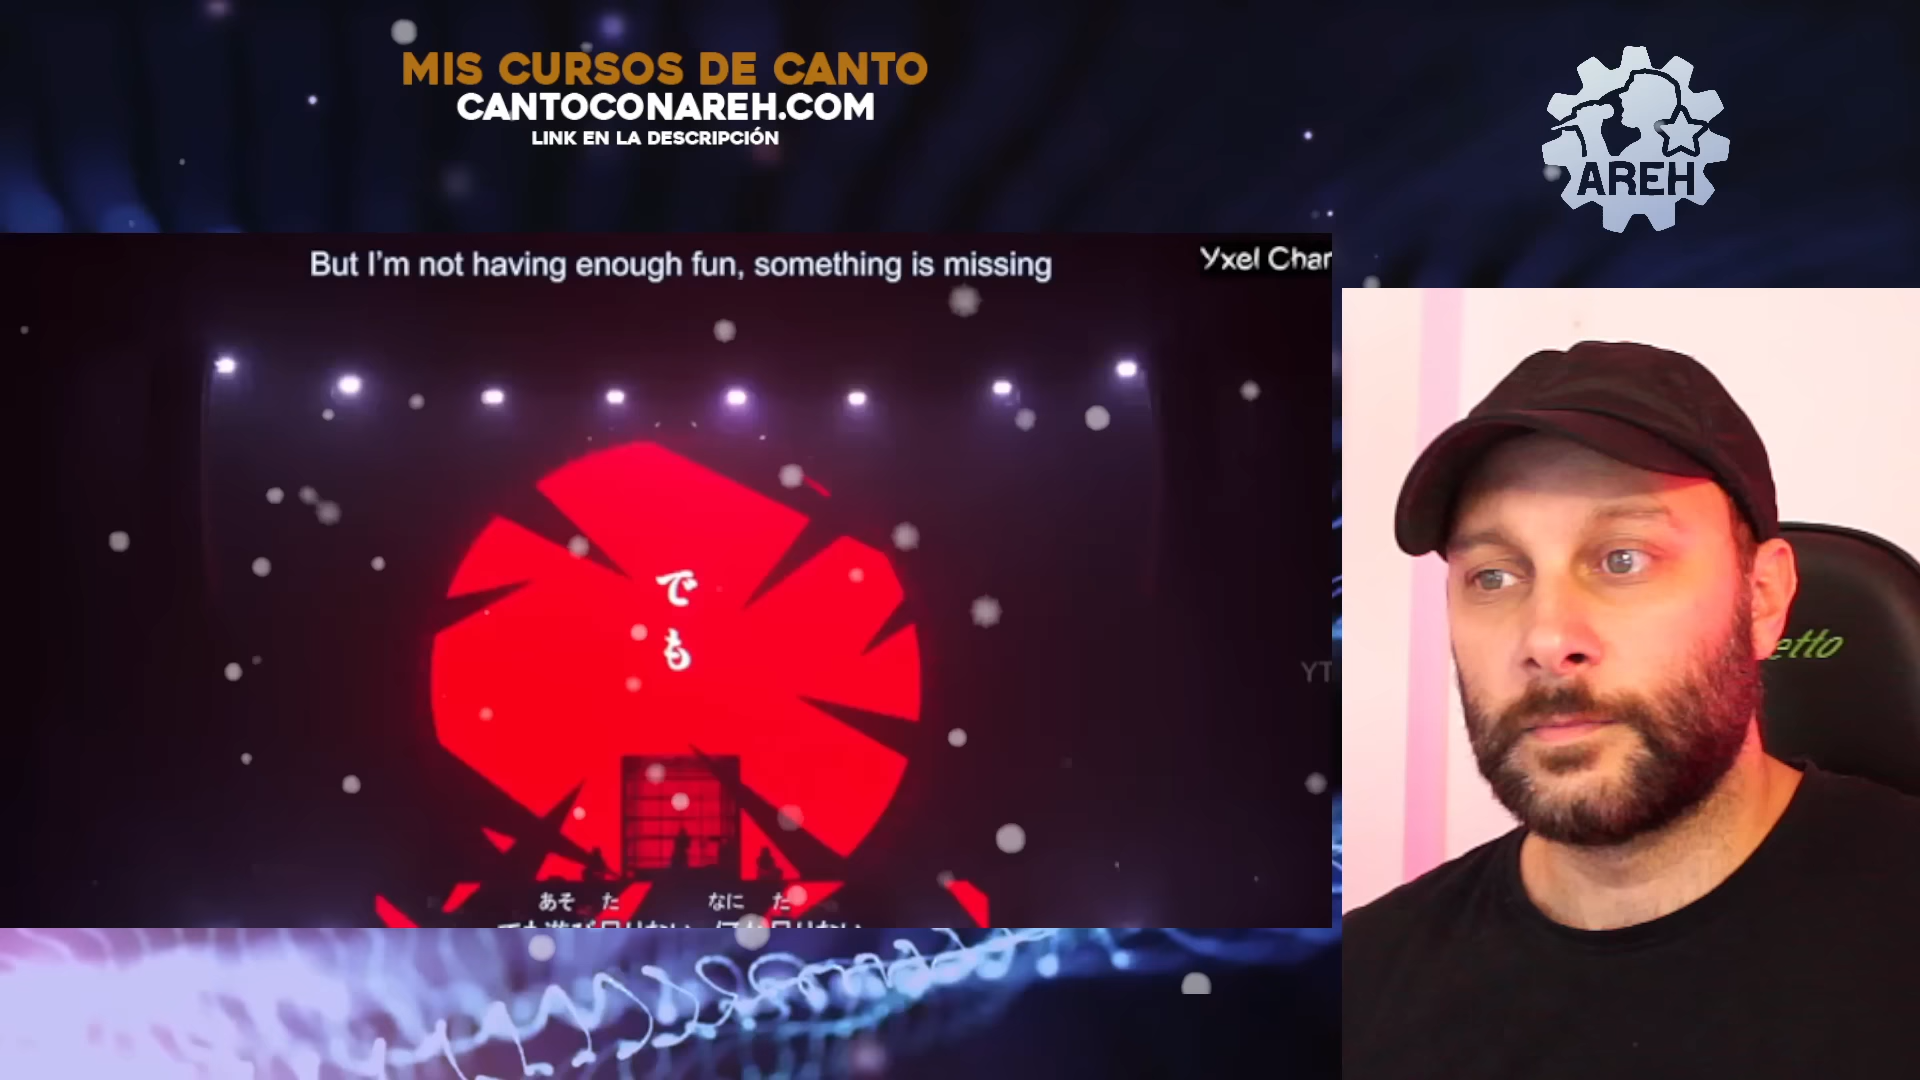 MIS CURSOS DE CANTO
CANTOCONAREH.COM
LINK EN LA DESCRIPCIÓN
AREH
But I'm not having enough fun, something is missing
Yxel Char
でも
YT
etto
あそ た なに た